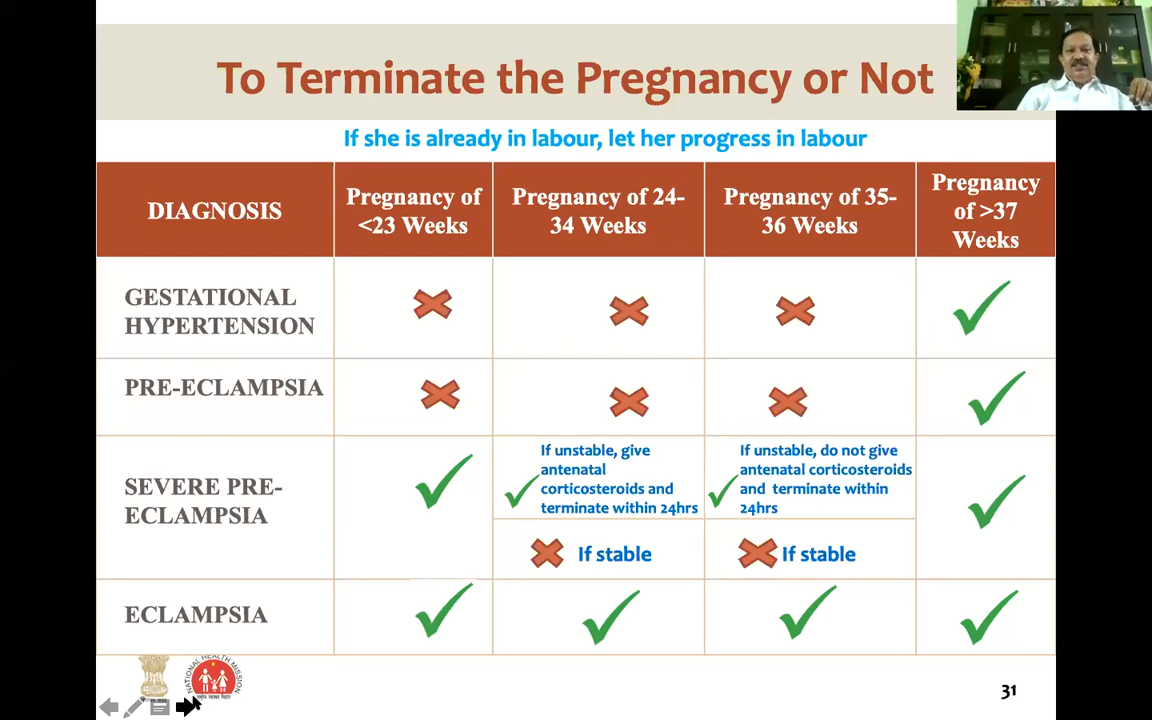 To Terminate the Pregnancy or Not
If she is already in labour, let her progress in labour
DIAGNOSIS
Pregnancy of
<23 Weeks
Pregnancy of 24-
34 Weeks
Pregnancy of 35-
36 Weeks
Pregnancy
of >37
Weeks
GESTATIONAL
HYPERTENSION
PRE-ECLAMPSIA
SEVERE PRE-
ECLAMPSIA
If unstable, give
antenatal
corticosteroids and
terminate within 24hrs
If unstable, do not give
antenatal corticosteroids
and terminate within
24hrs
If stable
If stable
ECLAMPSIA
NATIONAL HEALTH MISSION
31